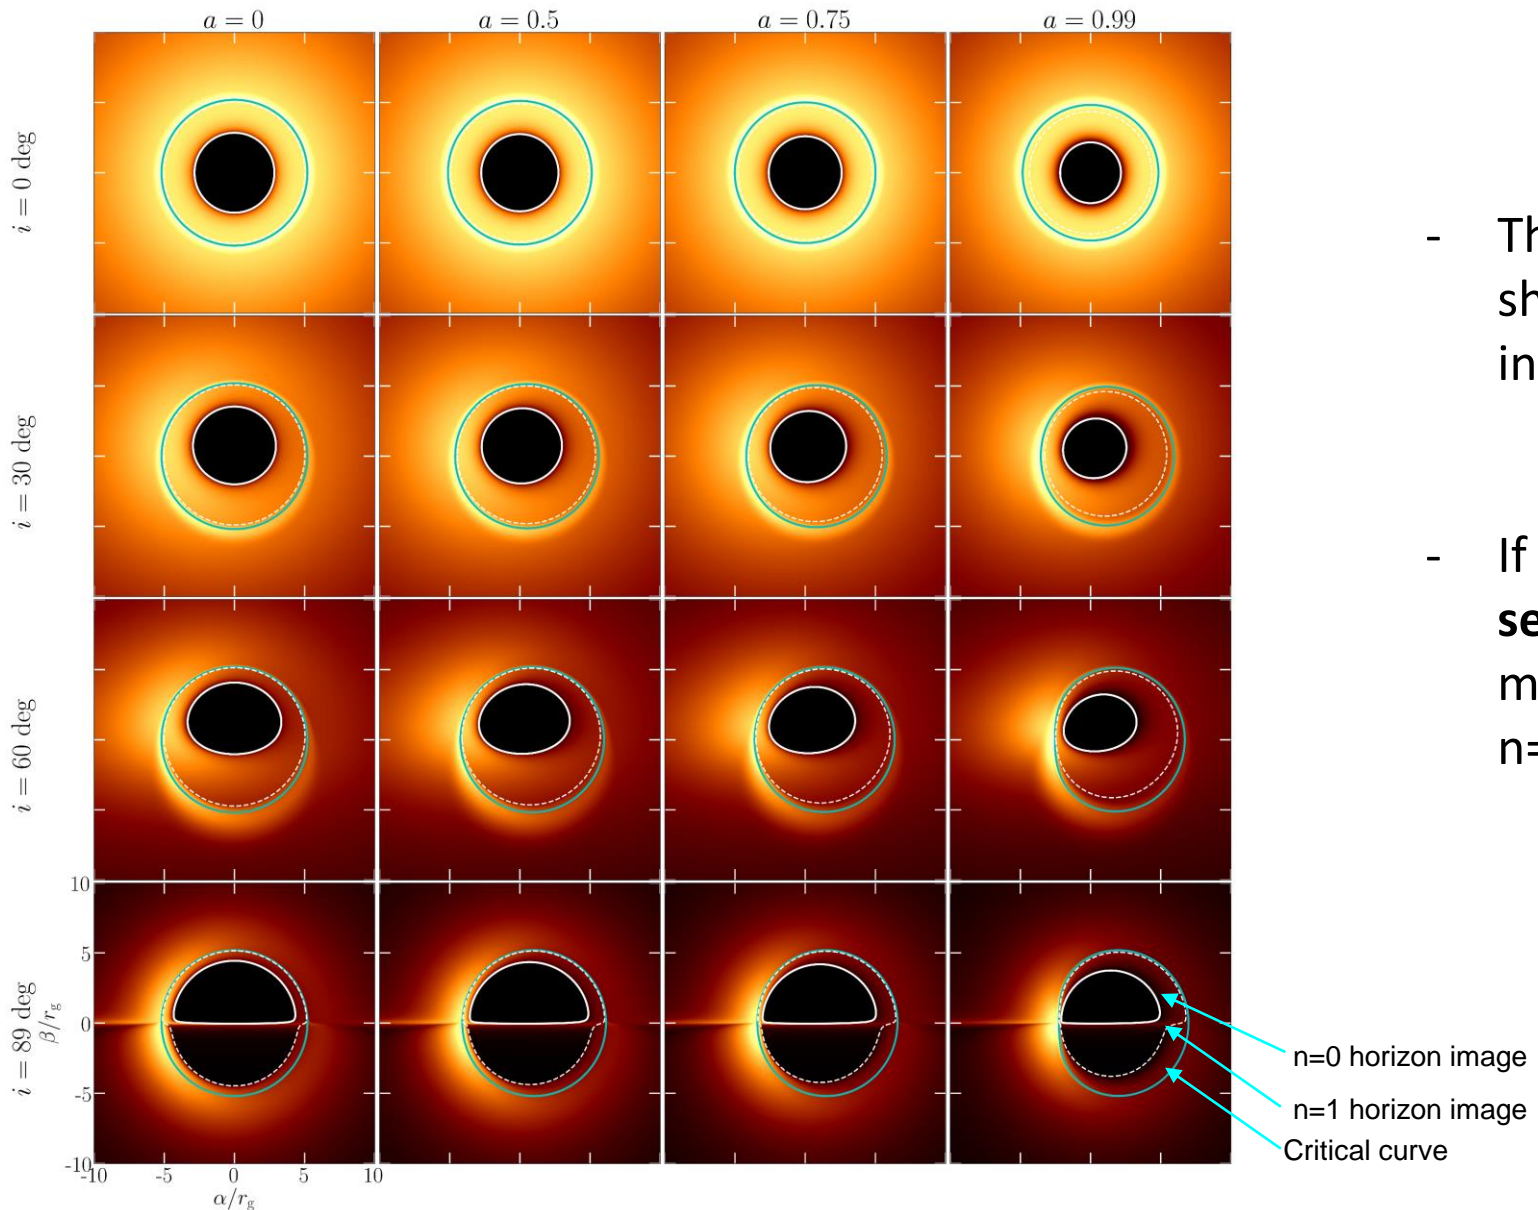 a = 0
a = 0.5
a = 0.75
a = 0.99
i = 0 deg
i = 30 deg
i = 60 deg
i = 89 deg
β/r_g
10
5
0
-5
-10
-10
-5
0
5
10
α/r_g
n=0 horizon image
n=1 horizon image
Critical curve
- Th
sh
in
- If
se
m
n=